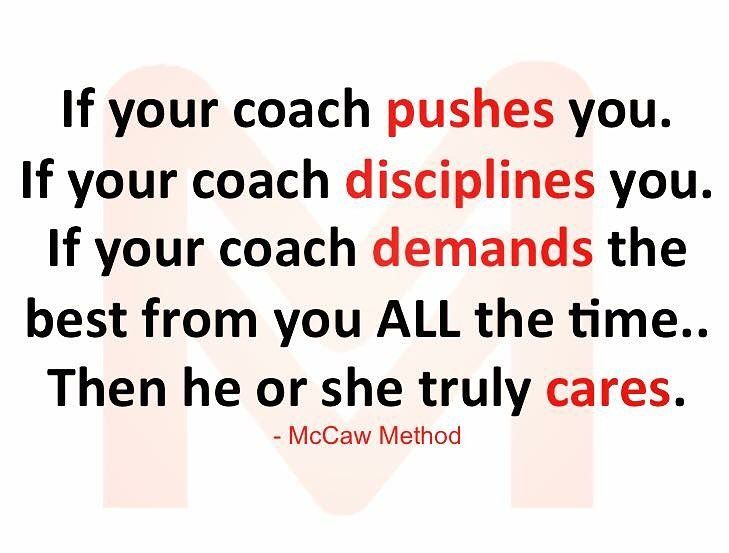 If your coach pushes you.
If your coach disciplines you.
If your coach demands the
best from you ALL the time..
Then he or she truly cares.
- McCaw Method
M